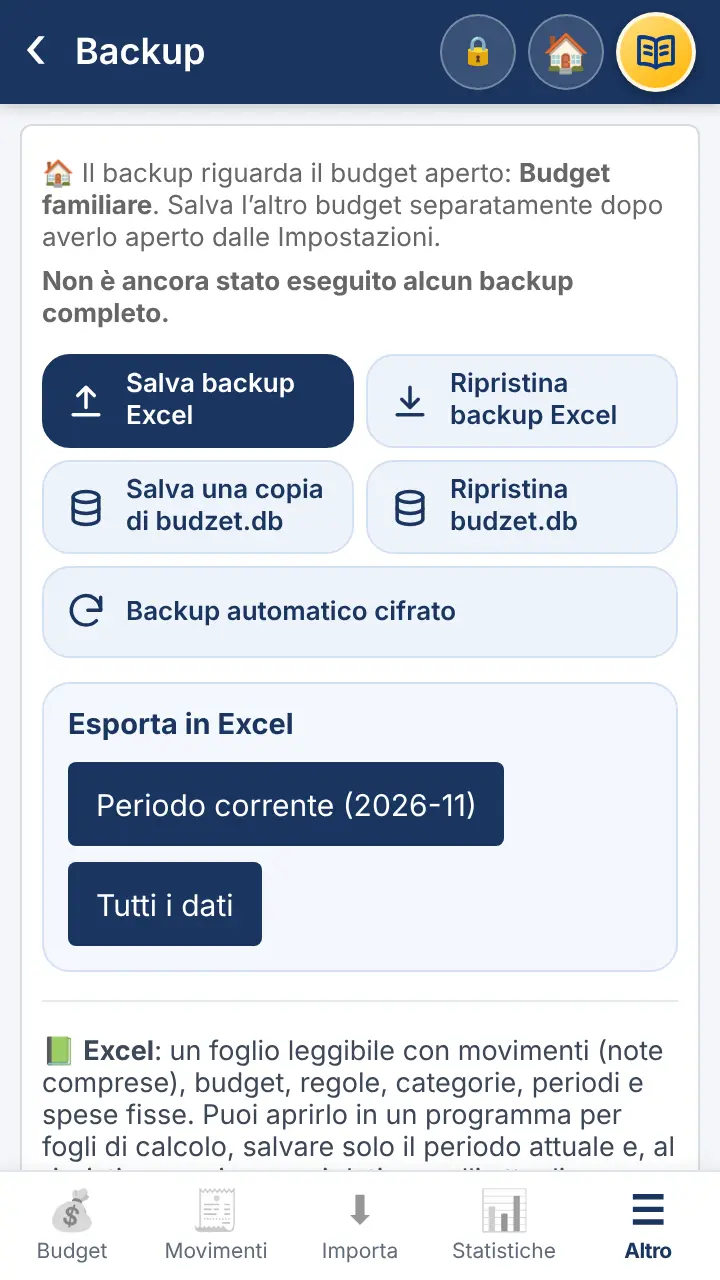 Backup
Il backup riguarda il budget aperto: Budget
familiare. Salva l’altro budget separatamente dopo
averlo aperto dalle Impostazioni.
Non è ancora stato eseguito alcun backup
completo.
Salva backup
Excel
Ripristina
backup Excel
Salva una copia
di budzet.db
Ripristina
budzet.db
Backup automatico cifrato
Esporta in Excel
Periodo corrente (2026-11)
Tutti i dati
Excel: un foglio leggibile con movimenti (note
comprese), budget, regole, categorie, periodi e
spese fisse. Puoi aprirlo in un programma per
fogli di calcolo, salvare solo il periodo attuale e, al
Budget
Movimenti
Importa
Statistiche
Altro